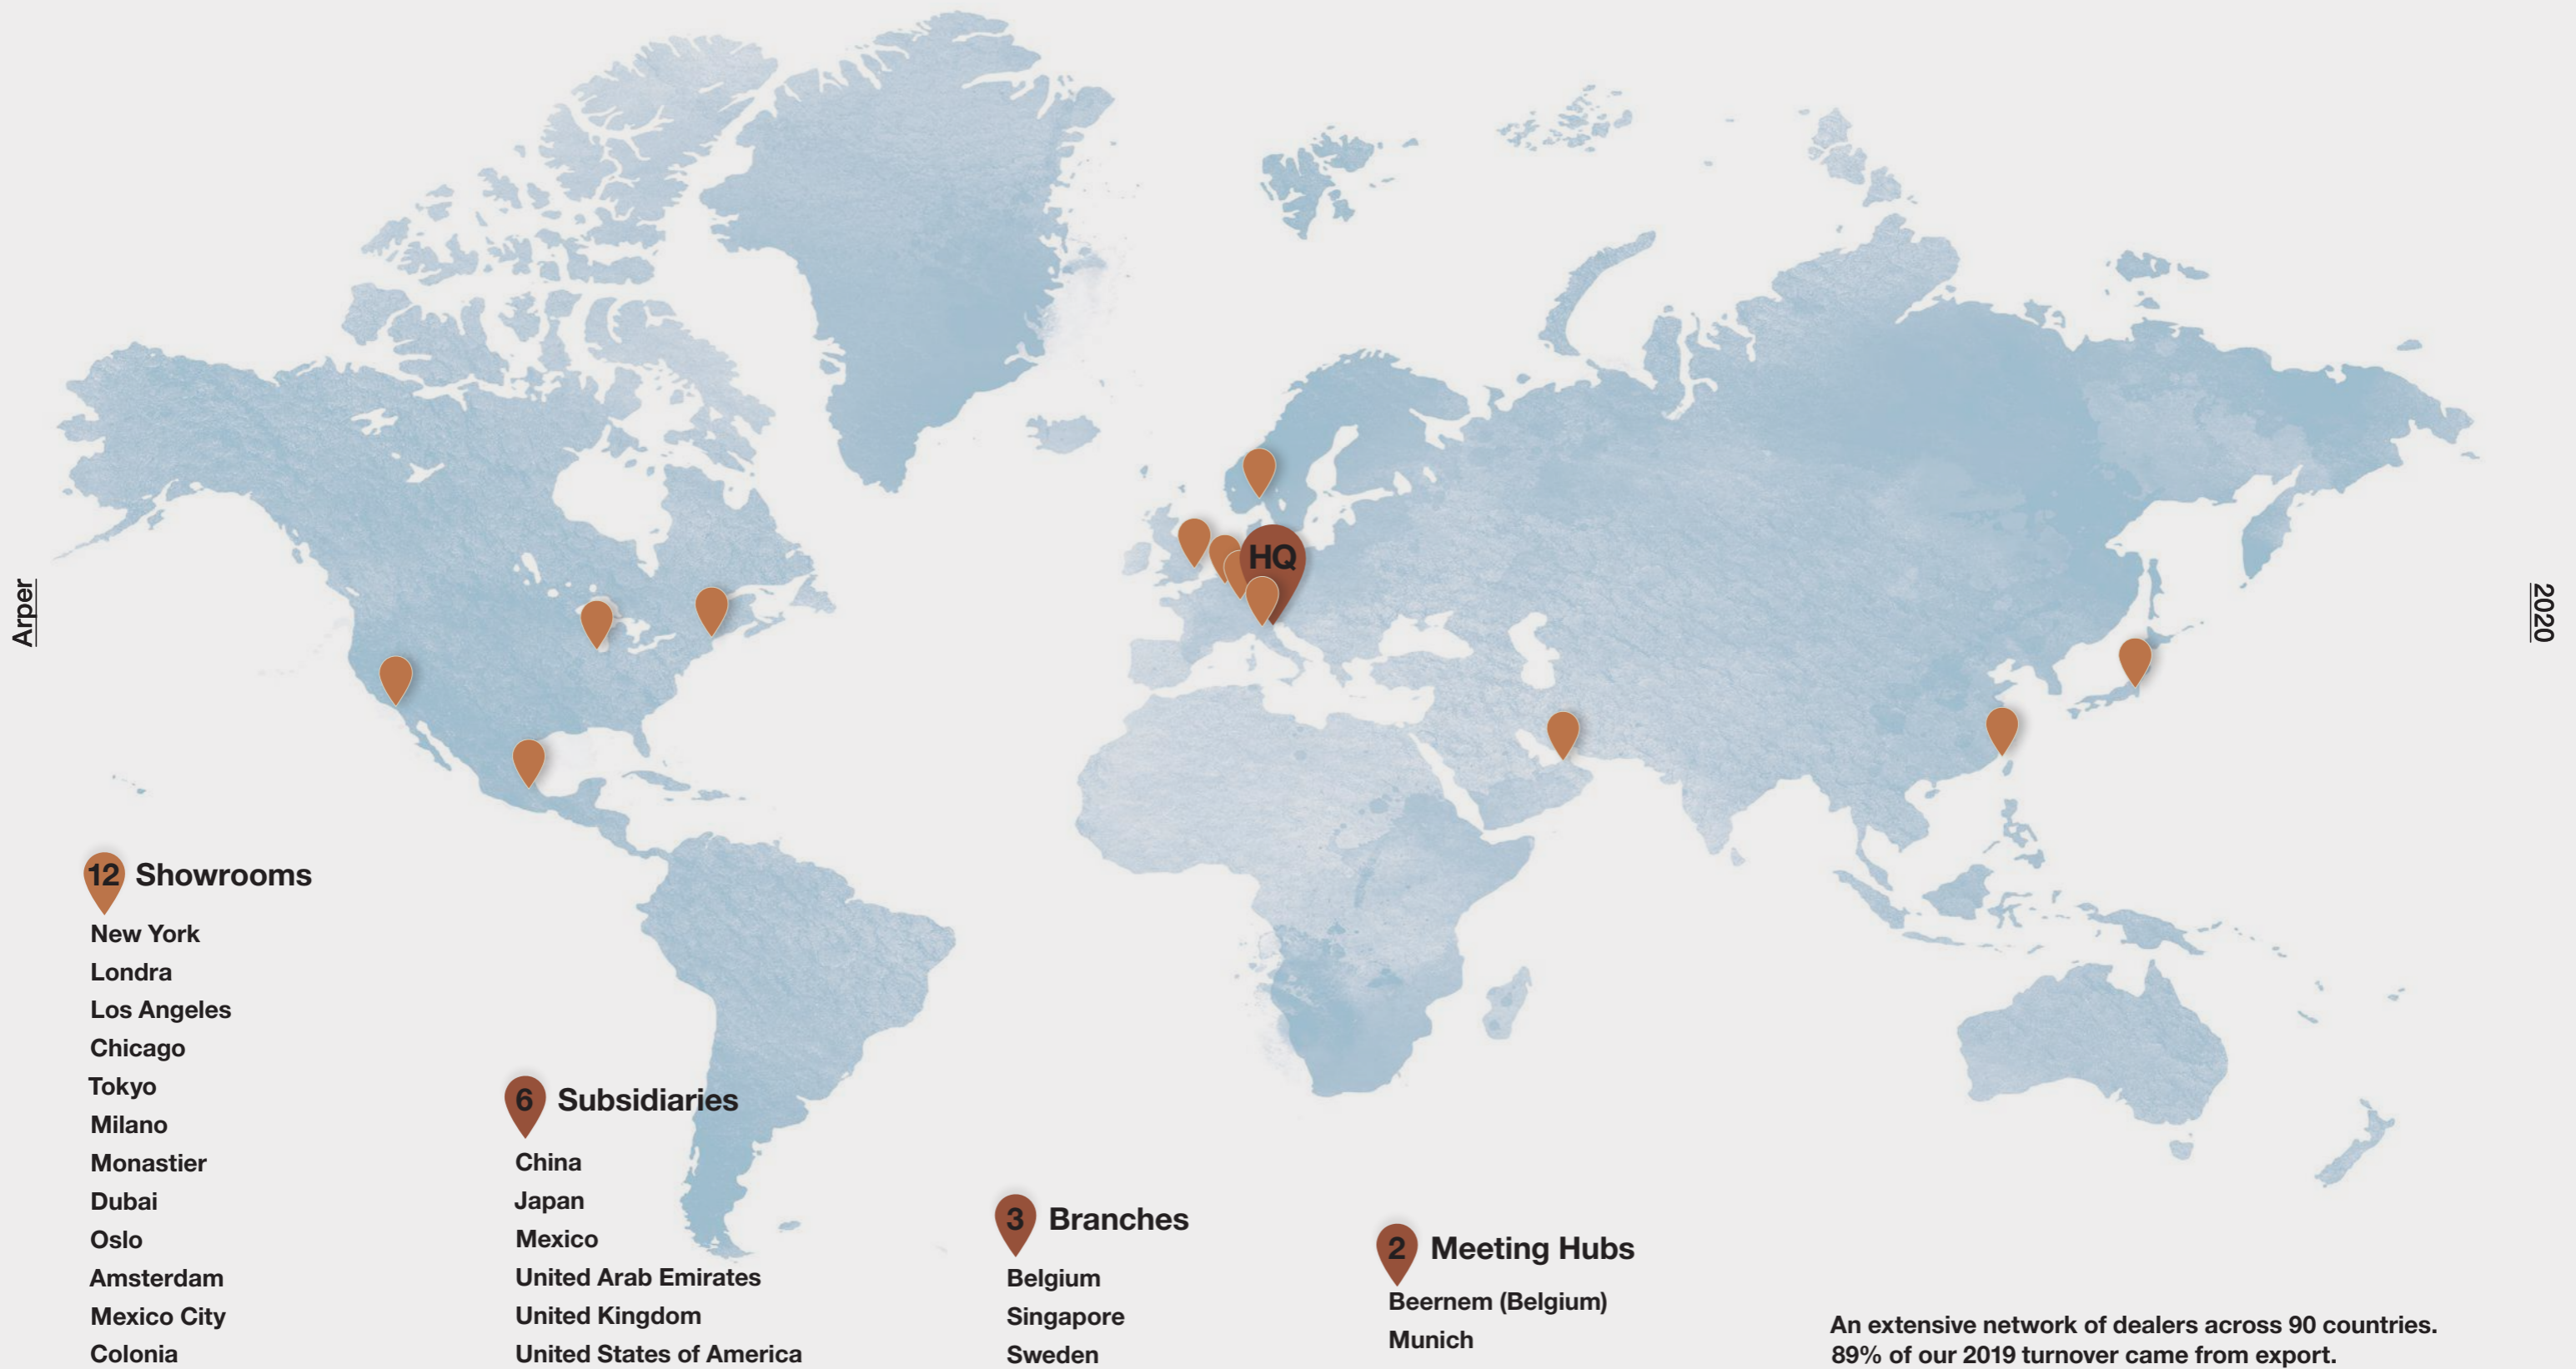 Arper
2020
HQ
12 Showrooms
New York
Londra
Los Angeles
Chicago
Tokyo
Milano
Monastier
Dubai
Oslo
Amsterdam
Mexico City
Colonia
6 Subsidiaries
China
Japan
Mexico
United Arab Emirates
United Kingdom
United States of America
3 Branches
Belgium
Singapore
Sweden
2 Meeting Hubs
Beernem (Belgium)
Munich
An extensive network of dealers across 90 countries.
89% of our 2019 turnover came from export.